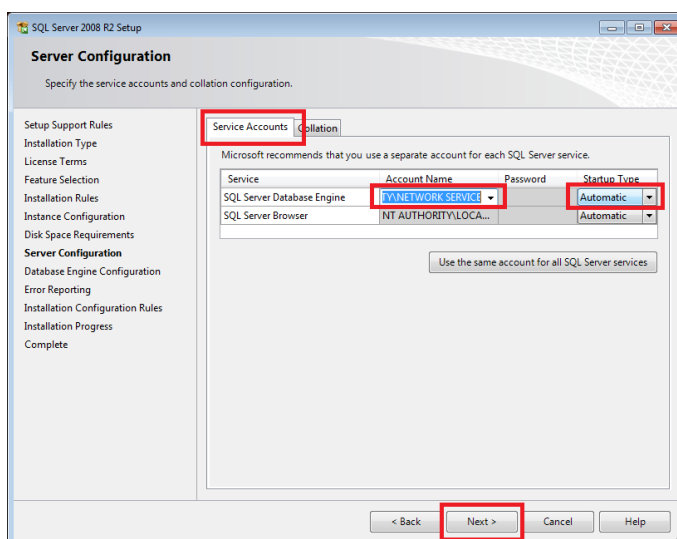 SQL Server 2008 R2 Setup
Server Configuration
Specify the service accounts and collation configuration.
Setup Support Rules
Installation Type
License Terms
Feature Selection
Installation Rules
Instance Configuration
Disk Space Requirements
Server Configuration
Database Engine Configuration
Error Reporting
Installation Configuration Rules
Installation Progress
Complete
Service Accounts Collation
Microsoft recommends that you use a separate account for each SQL Server service.
Service Account Name Password Startup Type
SQL Server Database Engine TY\NETWORK SERVICE Automatic
SQL Server Browser NT AUTHORITY\LOCA... Automatic
Use the same account for all SQL Server services
< Back Next > Cancel Help